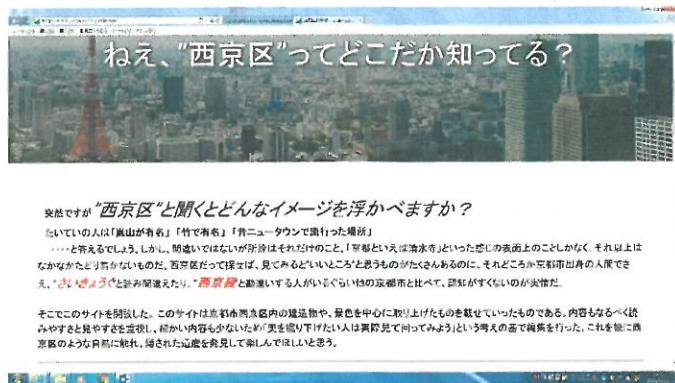 ねえ、"西京区"ってどこだか知ってる？
突然ですが"西京区"と聞くとどんなイメージを浮かべますか？
たいていの人は「嵐山が有名」「竹で有名」「昔ニュータウンで流行った場所」
････と答えるでしょう。しかし、間違いではないが所詮はそれだけのこと。「京都といえば清水寺」といった感じの表面上のことしかなく、それ以上は
なかなかたどり着かないものだ。西京区だって探せば、見てみると"いいところ"と思うものがたくさんあるのに、それどころか京都市出身の人間でさ
え、"さいきょうく"と読み間違えたり、"西京極"と勘違いする人がいるぐらい他の京都市と比べて、認知がすくないのが実情だ。
そこでこのサイトを開設した。このサイトは京都市西京区内の建造物や、景色を中心に取り上げたものを載せていったものである。内容もなるべく読
みやすさと見やすさを重視し、細かい内容も少ないため「更を掘り下げたい人は実際見て回ってみよう」という考えの基で編集を行った。これを機に西
京区のような自然に触れ、隠された遺産を発見して楽しんでほしいと思う。